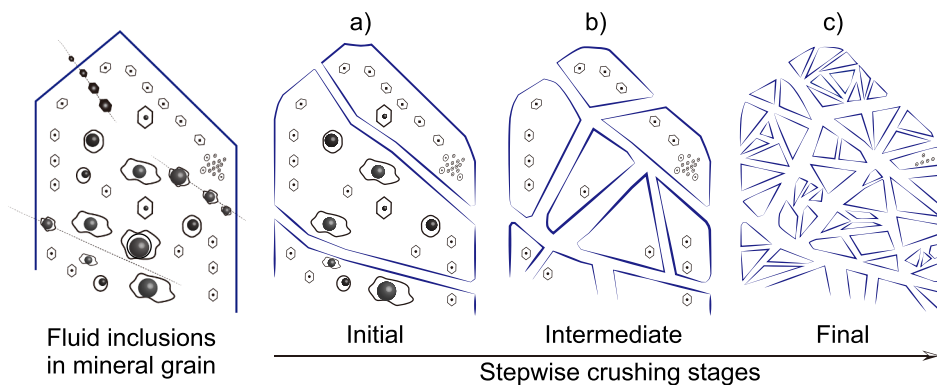 a)
b)
c)
Fluid inclusions
in mineral grain
Initial
Intermediate
Final
Stepwise crushing stages